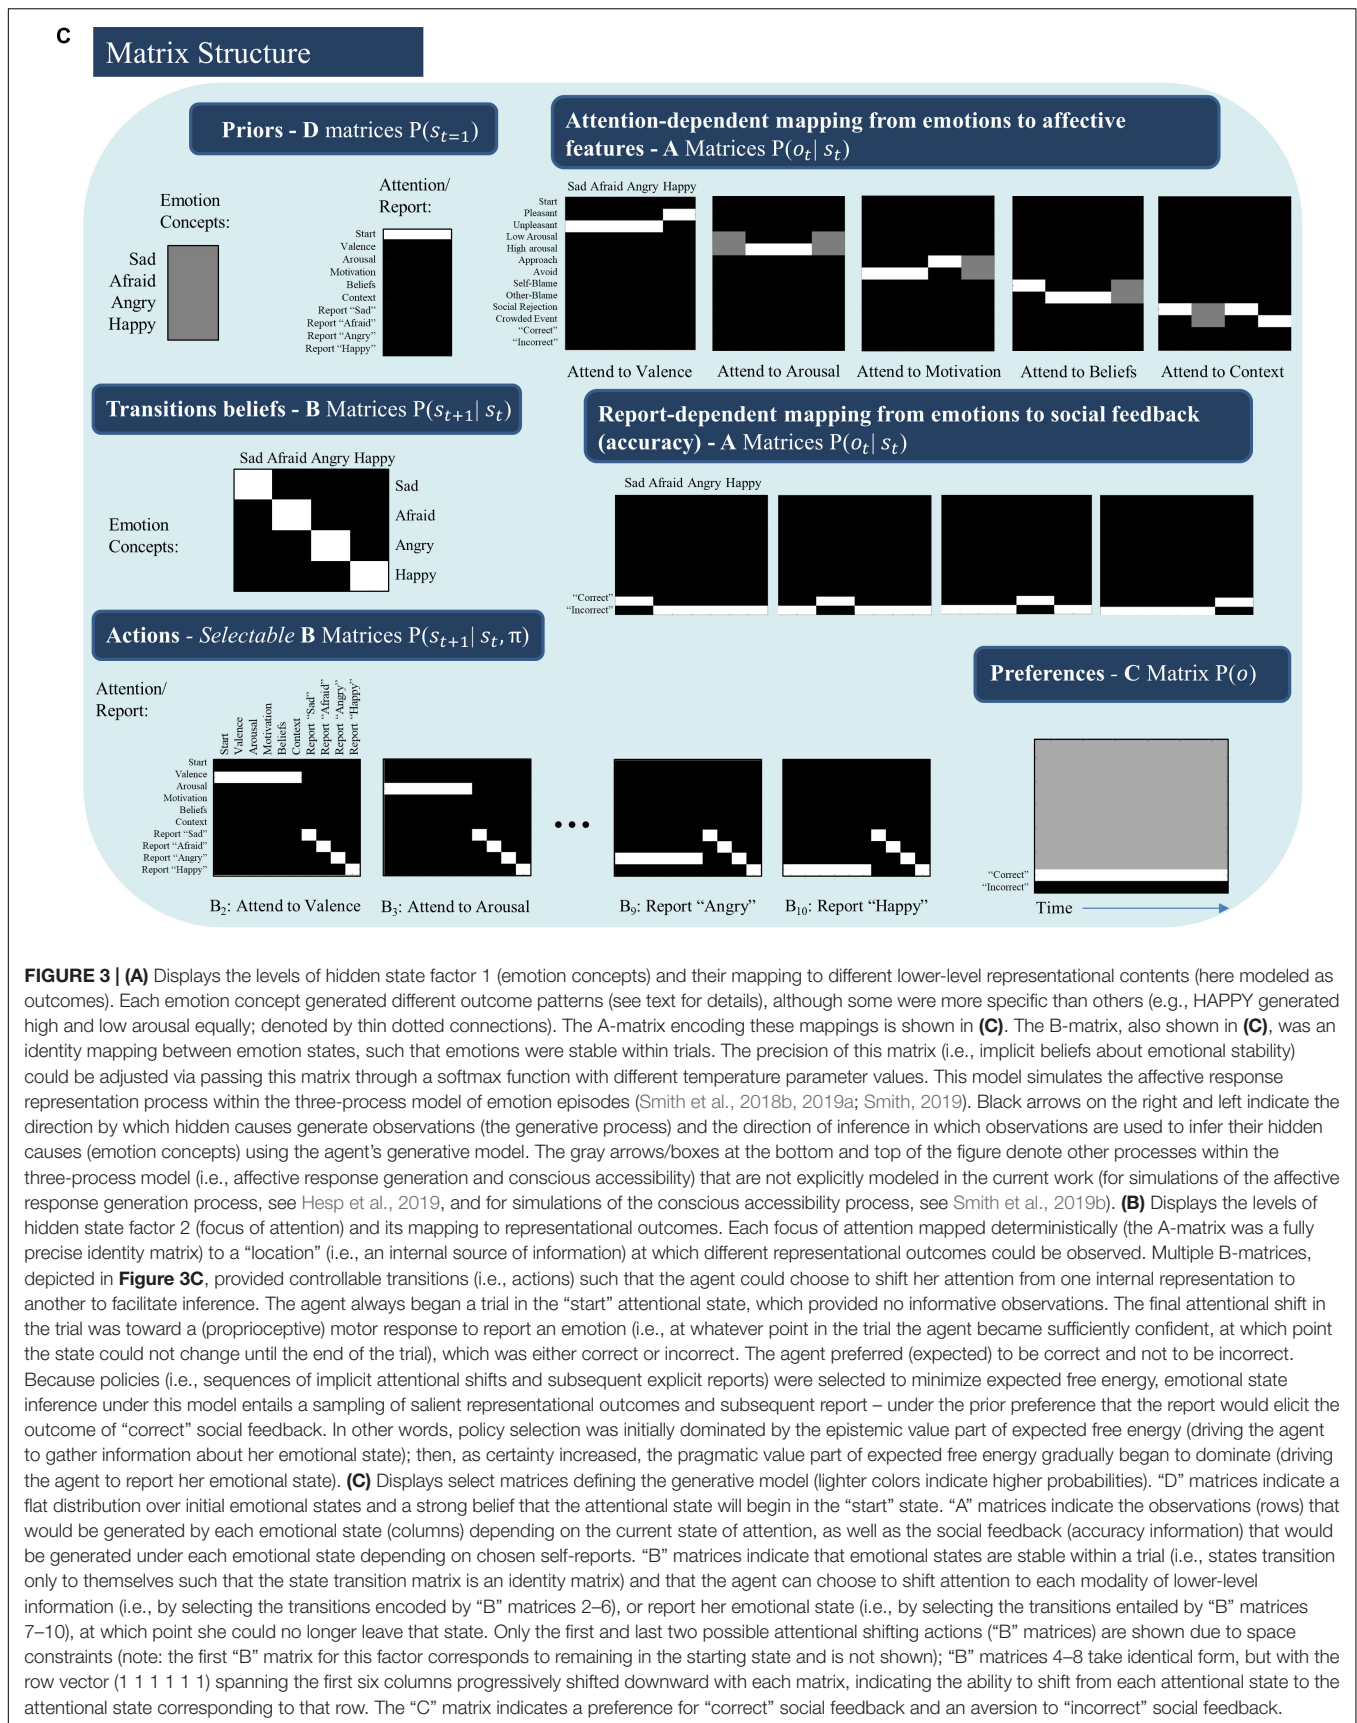 C
Matrix Structure
Priors - D matrices P(s_{t=1})
Attention-dependent mapping from emotions to affective
features - A Matrices P(o_t| s_t)
Emotion
Concepts:
Sad
Afraid
Angry
Happy
Attention/
Report:
Start
Valence
Arousal
Motivation
Beliefs
Context
Report “Sad”
Report “Afraid”
Report “Angry”
Report “Happy”
Sad Afraid Angry Happy
Start
Pleasant
Unpleasant
Low Arousal
High arousal
Approach
Avoid
Self-Blame
Other-Blame
Social Rejection
Crowded Event
“Correct”
“Incorrect”
Attend to Valence
Attend to Arousal
Attend to Motivation
Attend to Beliefs
Attend to Context
Transitions beliefs - B Matrices P(s_{t+1}| s_t)
Sad Afraid Angry Happy
Emotion
Concepts:
Sad
Afraid
Angry
Happy
Report-dependent mapping from emotions to social feedback
(accuracy) - A Matrices P(o_t| s_t)
Sad Afraid Angry Happy
“Correct”
“Incorrect”
Actions - Selectable B Matrices P(s_{t+1}| s_t, π)
Attention/
Report:
Start
Valence
Arousal
Motivation
Beliefs
Context
Report “Sad”
Report “Afraid”
Report “Angry”
Report “Happy”
Start
Valence
Arousal
Motivation
Beliefs
Context
Report “Sad”
Report “Afraid”
Report “Angry”
Report “Happy”
B₂: Attend to Valence
B₃: Attend to Arousal
•••
B₉: Report “Angry”
B₁₀: Report “Happy”
Preferences - C Matrix P(o)
“Correct”
“Incorrect”
Time
FIGURE 3 | (A) Displays the levels of hidden state factor 1 (emotion concepts) and their mapping to different lower-level representational contents (here modeled as
outcomes). Each emotion concept generated different outcome patterns (see text for details), although some were more specific than others (e.g., HAPPY generated
high and low arousal equally; denoted by thin dotted connections). The A-matrix encoding these mappings is shown in (C). The B-matrix, also shown in (C), was an
identity mapping between emotion states, such that emotions were stable within trials. The precision of this matrix (i.e., implicit beliefs about emotional stability)
could be adjusted via passing this matrix through a softmax function with different temperature parameter values. This model simulates the affective response
representation process within the three-process model of emotion episodes (Smith et al., 2018b, 2019a; Smith, 2019). Black arrows on the right and left indicate the
direction by which hidden causes generate observations (the generative process) and the direction of inference in which observations are used to infer their hidden
causes (emotion concepts) using the agent’s generative model. The gray arrows/boxes at the bottom and top of the figure denote other processes within the
three-process model (i.e., affective response generation and conscious accessibility) that are not explicitly modeled in the current work (for simulations of the affective
response generation process, see Hesp et al., 2019, and for simulations of the conscious accessibility process, see Smith et al., 2019b). (B) Displays the levels of
hidden state factor 2 (focus of attention) and its mapping to representational outcomes. Each focus of attention mapped deterministically (the A-matrix was a fully
precise identity matrix) to a “location” (i.e., an internal source of information) at which different representational outcomes could be observed. Multiple B-matrices,
depicted in Figure 3C, provided controllable transitions (i.e., actions) such that the agent could choose to shift her attention from one internal representation to
another to facilitate inference. The agent always began a trial in the “start” attentional state, which provided no informative observations. The final attentional shift in
the trial was toward a (proprioceptive) motor response to report an emotion (i.e., at whatever point in the trial the agent became sufficiently confident, at which point
the state could not change until the end of the trial), which was either correct or incorrect. The agent preferred (expected) to be correct and not to be incorrect.
Because policies (i.e., sequences of implicit attentional shifts and subsequent explicit reports) were selected to minimize expected free energy, emotional state
inference under this model entails a sampling of salient representational outcomes and subsequent report – under the prior preference that the report would elicit the
outcome of “correct” social feedback. In other words, policy selection was initially dominated by the epistemic value part of expected free energy (driving the agent
to gather information about her emotional state); then, as certainty increased, the pragmatic value part of expected free energy gradually began to dominate (driving
the agent to report her emotional state). (C) Displays select matrices defining the generative model (lighter colors indicate higher probabilities). “D” matrices indicate a
flat distribution over initial emotional states and a strong belief that the attentional state will begin in the “start” state. “A” matrices indicate the observations (rows) that
would be generated by each emotional state (columns) depending on the current state of attention, as well as the social feedback (accuracy information) that would
be generated under each emotional state depending on chosen self-reports. “B” matrices indicate that emotional states are stable within a trial (i.e., states transition
only to themselves such that the state transition matrix is an identity matrix) and that the agent can choose to shift attention to each modality of lower-level
information (i.e., by selecting the transitions encoded by “B” matrices 2–6), or report her emotional state (i.e., by selecting the transitions entailed by “B” matrices
7–10), at which point she could no longer leave that state. Only the first and last two possible attentional shifting actions (“B” matrices) are shown due to space
constraints (note: the first “B” matrix for this factor corresponds to remaining in the starting state and is not shown); “B” matrices 4–8 take identical form, but with the
row vector (1 1 1 1 1 1) spanning the first six columns progressively shifted downward with each matrix, indicating the ability to shift from each attentional state to the
attentional state corresponding to that row. The “C” matrix indicates a preference for “correct” social feedback and an aversion to “incorrect” social feedback.